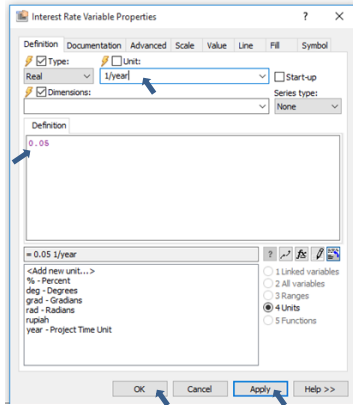 Interest Rate Variable Properties ? X
Definition Documentation Advanced Scale Value Line Fill Symbol
Type: Unit:
Real 1/year Start-up
Dimensions: Series type:
None
Definition
0.05
= 0.05 1/year ? fx
<Add new unit...>
% - Percent
deg - Degrees
grad - Gradians
rad - Radians
rupiah
year - Project Time Unit
1 Linked variables
2 All variables
3 Ranges
4 Units
5 Functions
OK Cancel Apply Help >>